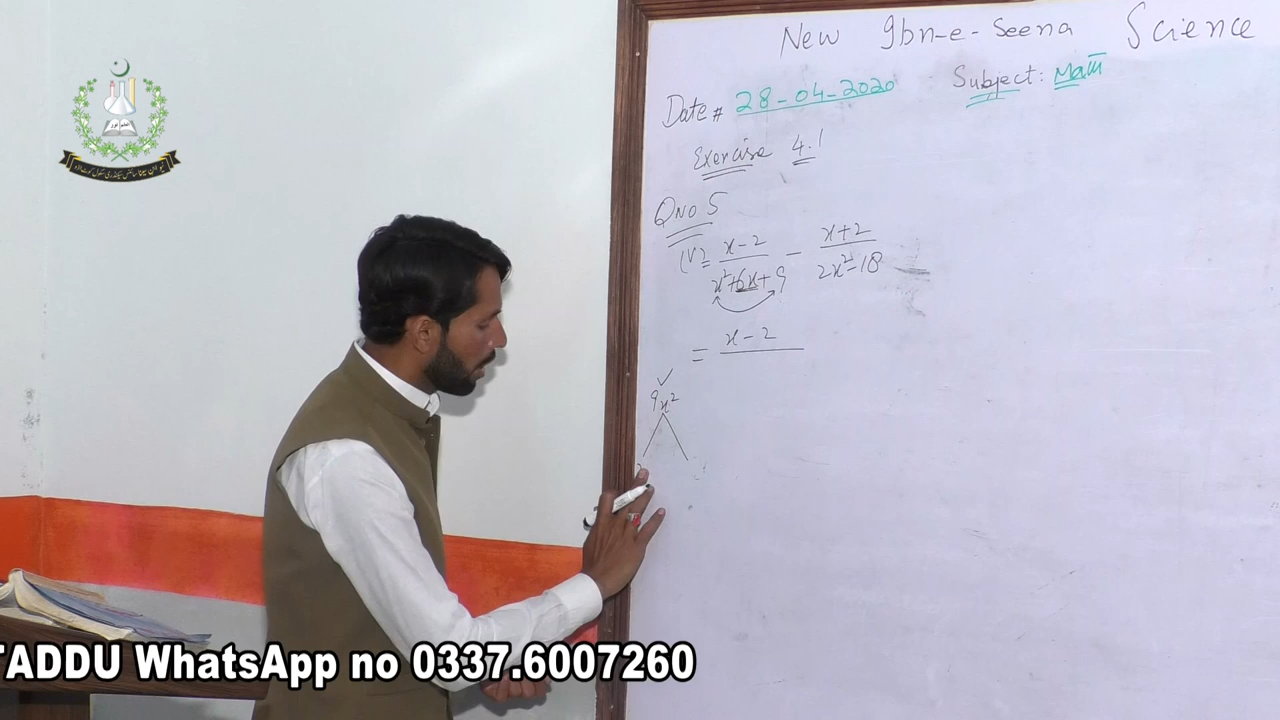 New Ibn-e-Seena Science
Subject: Math
Date # 28-04-2020
Exercise 4.1
Q no 5
(V) = x-2 / x²+6x+9 - x+2 / 2x²-18
= x-2
9x²
TADDU WhatsApp no 0337.6007260